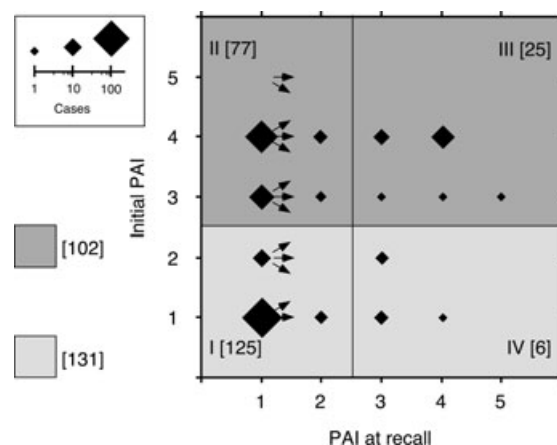 1 10 100
Cases
[102]
[131]
Initial PAI
II [77]
III [25]
5
4
3
2
1
I [125]
IV [6]
1 2 3 4 5
PAI at recall